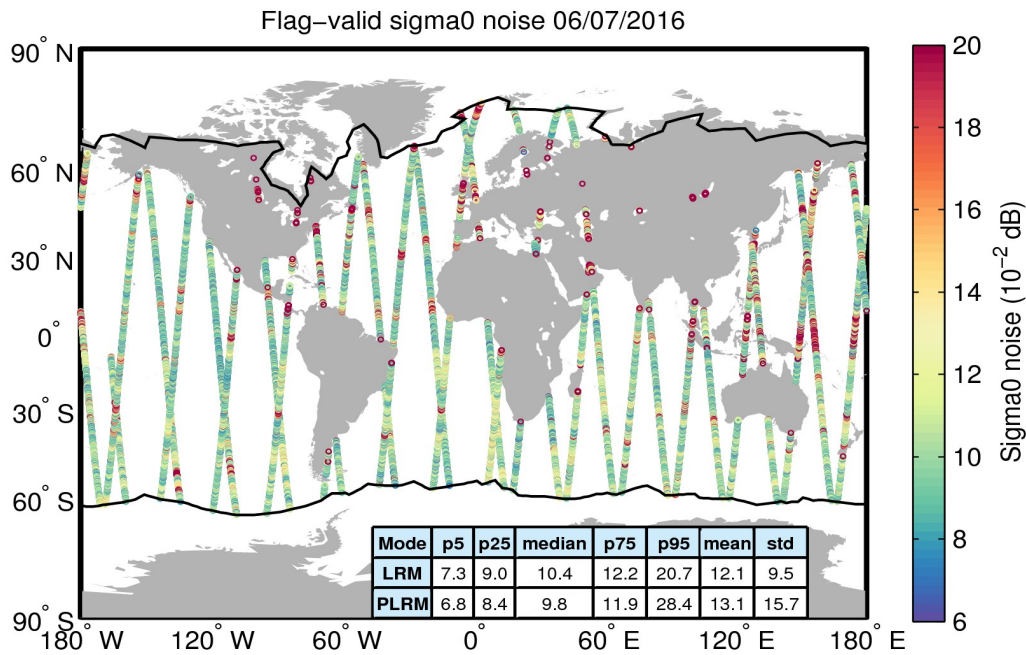 Flag−valid sigma0 noise 06/07/2016
90° N
60° N
30° N
0°
30° S
60° S
90° S
180° W 120° W 60° W 0° 60° E 120° E 180° E
Mode p5 p25 median p75 p95 mean std
LRM 7.3 9.0 10.4 12.2 20.7 12.1 9.5
PLRM 6.8 8.4 9.8 11.9 28.4 13.1 15.7
20
18
16
14
12
10
8
6
Sigma0 noise (10⁻² dB)